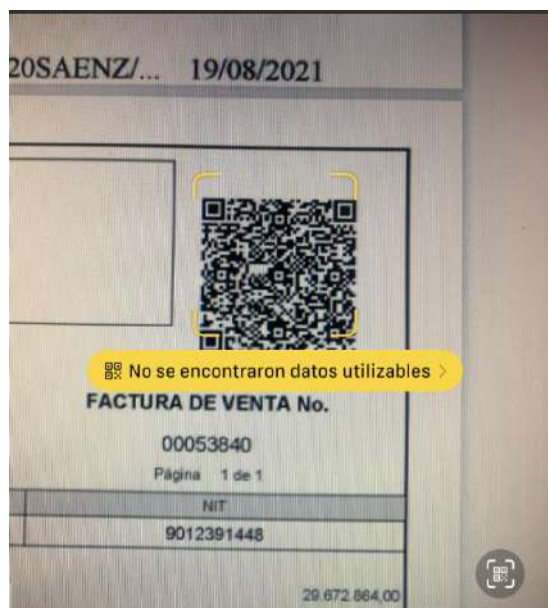 20SAENZ/... 19/08/2021
No se encontraron datos utilizables >
FACTURA DE VENTA No.
00053840
Página 1 de 1
NIT
9012391448
29.672.864,00